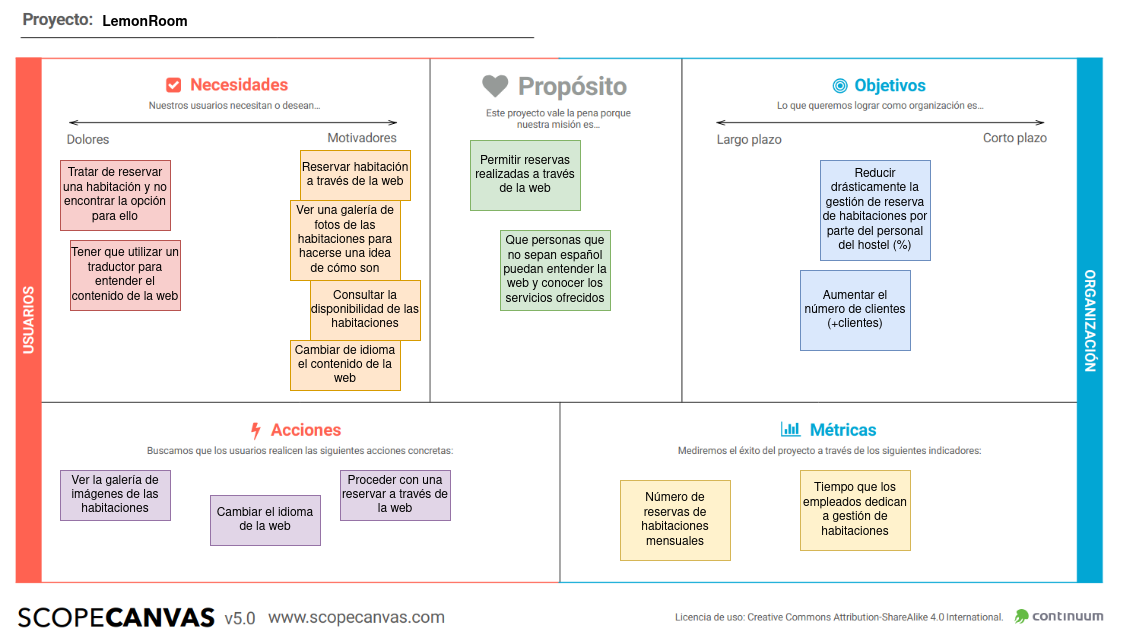 Proyecto: LemonRoom
USUARIOS
Necesidades
Nuestros usuarios necesitan o desean...
Dolores
Motivadores
Tratar de reservar
una habitación y no
encontrar la opción
para ello
Tener que utilizar un
traductor para
entender el
contenido de la web
Reservar habitación
a través de la web
Ver una galería de
fotos de las
habitaciones para
hacerse una idea
de cómo son
Consultar la
disponibilidad de las
habitaciones
Cambiar de idioma
el contenido de la
web
Propósito
Este proyecto vale la pena porque
nuestra misión es...
Permitir reservas
realizadas a través
de la web
Que personas que
no sepan español
puedan entender la
web y conocer los
servicios ofrecidos
Objetivos
Lo que queremos lograr como organización es...
Largo plazo
Corto plazo
Reducir
drásticamente la
gestión de reserva
de habitaciones por
parte del personal
del hostel (%)
Aumentar el
número de clientes
(+clientes)
ORGANIZACIÓN
Acciones
Buscamos que los usuarios realicen las siguientes acciones concretas:
Ver la galería de
imágenes de las
habitaciones
Cambiar el idioma
de la web
Proceder con una
reservar a través de
la web
Métricas
Mediremos el éxito del proyecto a través de los siguientes indicadores:
Número de
reservas de
habitaciones
mensuales
Tiempo que los
empleados dedican
a gestión de
habitaciones
SCOPECANVAS v5.0 www.scopecanvas.com
Licencia de uso: Creative Commons Attribution-ShareAlike 4.0 International.
continuum